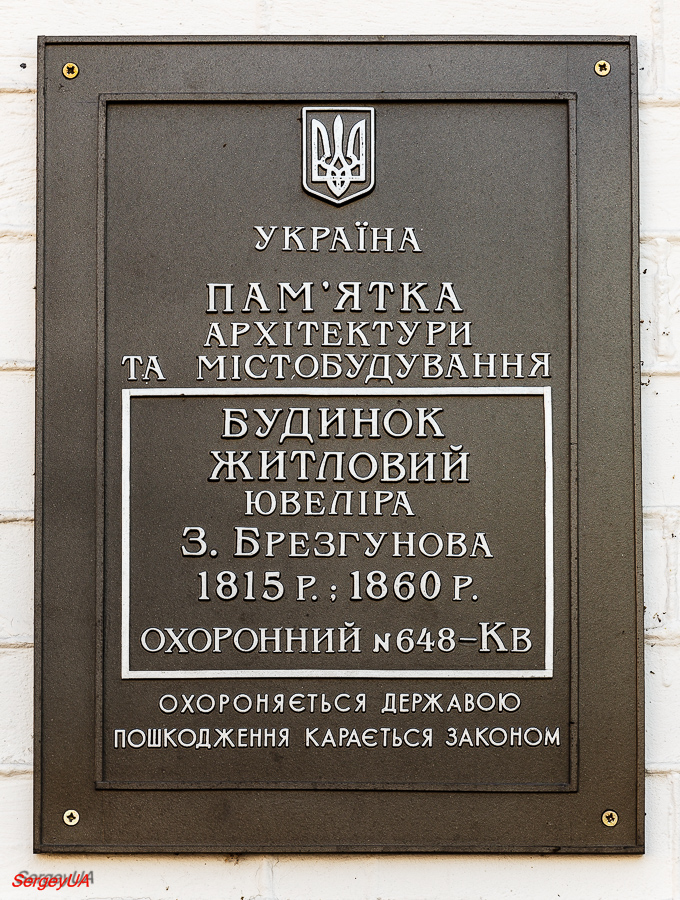 УКРАЇНА
ПАМ'ЯТКА
АРХІТЕКТУРИ
ТА МІСТОБУДУВАННЯ
БУДИНОК
ЖИТЛОВИЙ
ЮВЕЛІРА
З. БРЕЗГУНОВА
1815 Р. ; 1860 Р.
ОХОРОННИЙ N648-КВ
ОХОРОНЯЄТЬСЯ ДЕРЖАВОЮ
ПОШКОДЖЕННЯ КАРАЄТЬСЯ ЗАКОНОМ
SergeyUA